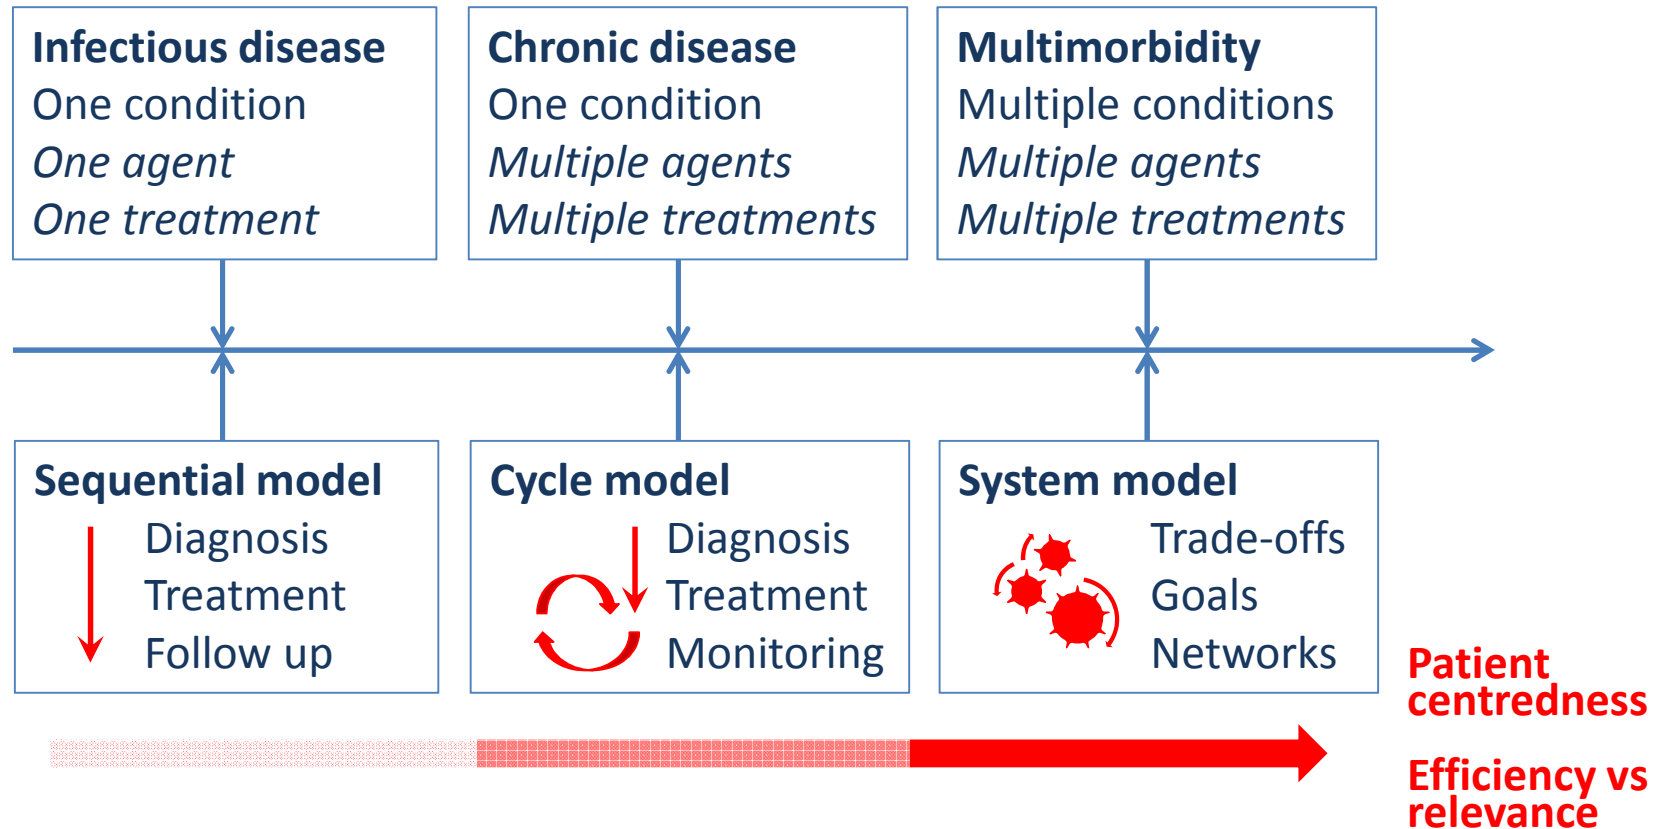 Infectious disease
One condition
One agent
One treatment
Chronic disease
One condition
Multiple agents
Multiple treatments
Multimorbidity
Multiple conditions
Multiple agents
Multiple treatments
Sequential model
Diagnosis
Treatment
Follow up
Cycle model
Diagnosis
Treatment
Monitoring
System model
Trade-offs
Goals
Networks
Patient
centredness
Efficiency vs
relevance